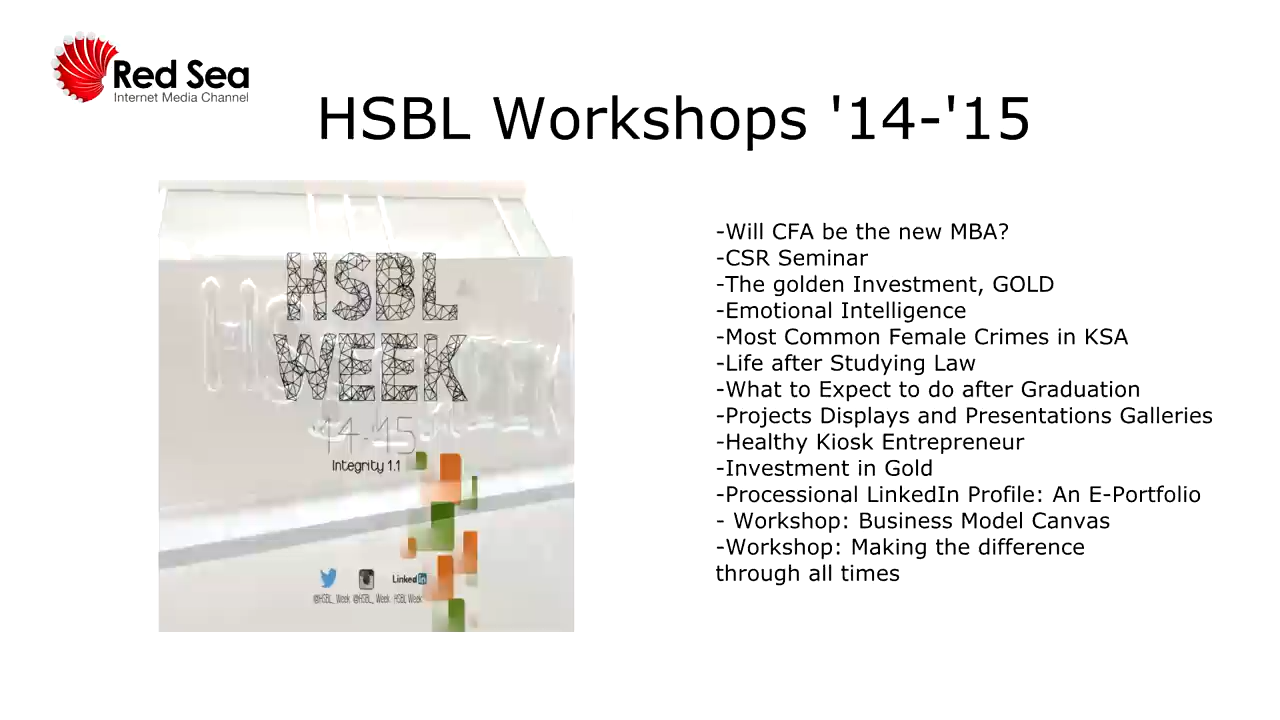 Red Sea
Internet Media Channel
HSBL Workshops '14-'15
HSBL
WEEK
'14-'15
Integrity 1.1
Linked in
@HSBL_Week @HSBL_Week HSBL Week
-Will CFA be the new MBA?
-CSR Seminar
-The golden Investment, GOLD
-Emotional Intelligence
-Most Common Female Crimes in KSA
-Life after Studying Law
-What to Expect to do after Graduation
-Projects Displays and Presentations Galleries
-Healthy Kiosk Entrepreneur
-Investment in Gold
-Processional LinkedIn Profile: An E-Portfolio
- Workshop: Business Model Canvas
-Workshop: Making the difference
through all times